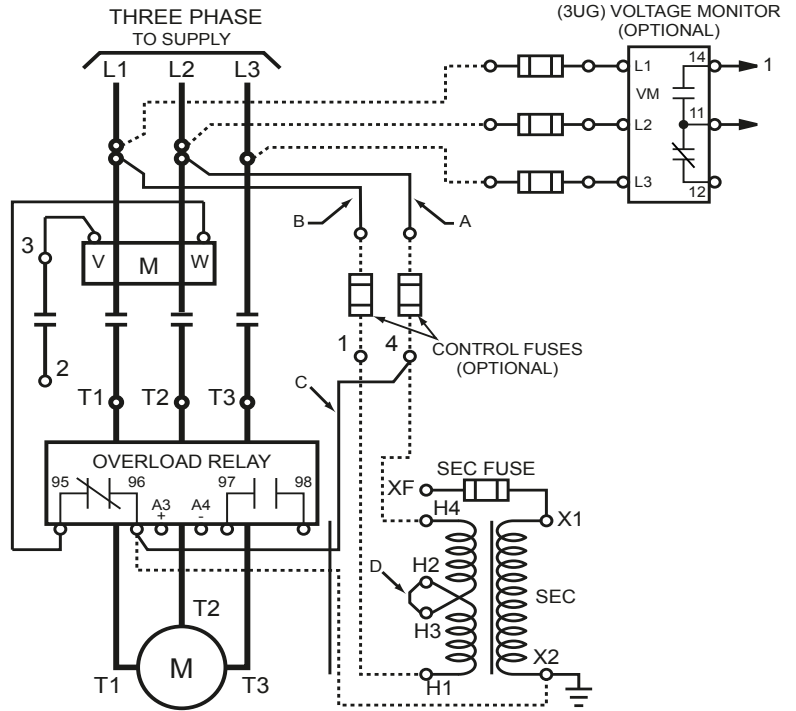 THREE PHASE
TO SUPPLY
(3UG) VOLTAGE MONITOR
(OPTIONAL)
L1 L2 L3
L1
14
1
VM
L2
11
L3
12
B
A
3
V M W
2
1 4
CONTROL FUSES
(OPTIONAL)
C
T1 T2 T3
OVERLOAD RELAY
95 96 97 98
A3
+
A4
-
SEC FUSE
XF
H4
X1
D
H2
H3
SEC
H1
X2
T2
M
T1 T3